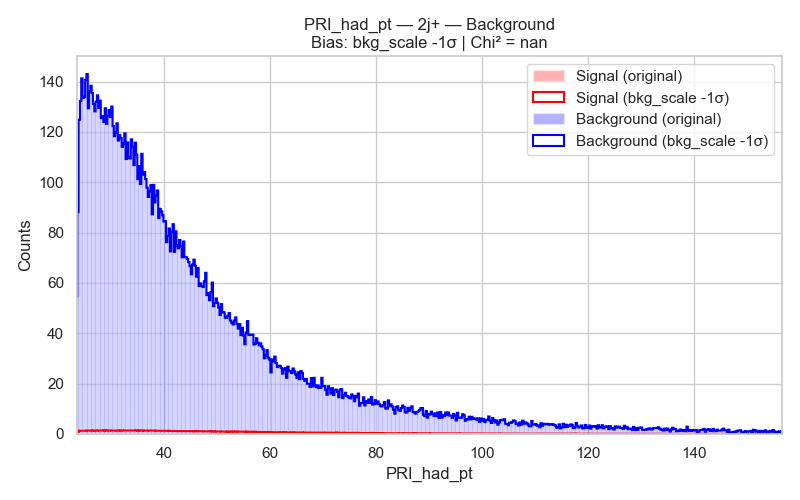 PRI_had_pt — 2j+ — Background
Bias: bkg_scale -1σ | Chi² = nan
Signal (original)
Signal (bkg_scale -1σ)
Background (original)
Background (bkg_scale -1σ)
Counts
140
120
100
80
60
40
20
0
40 60 80 100 120 140
PRI_had_pt